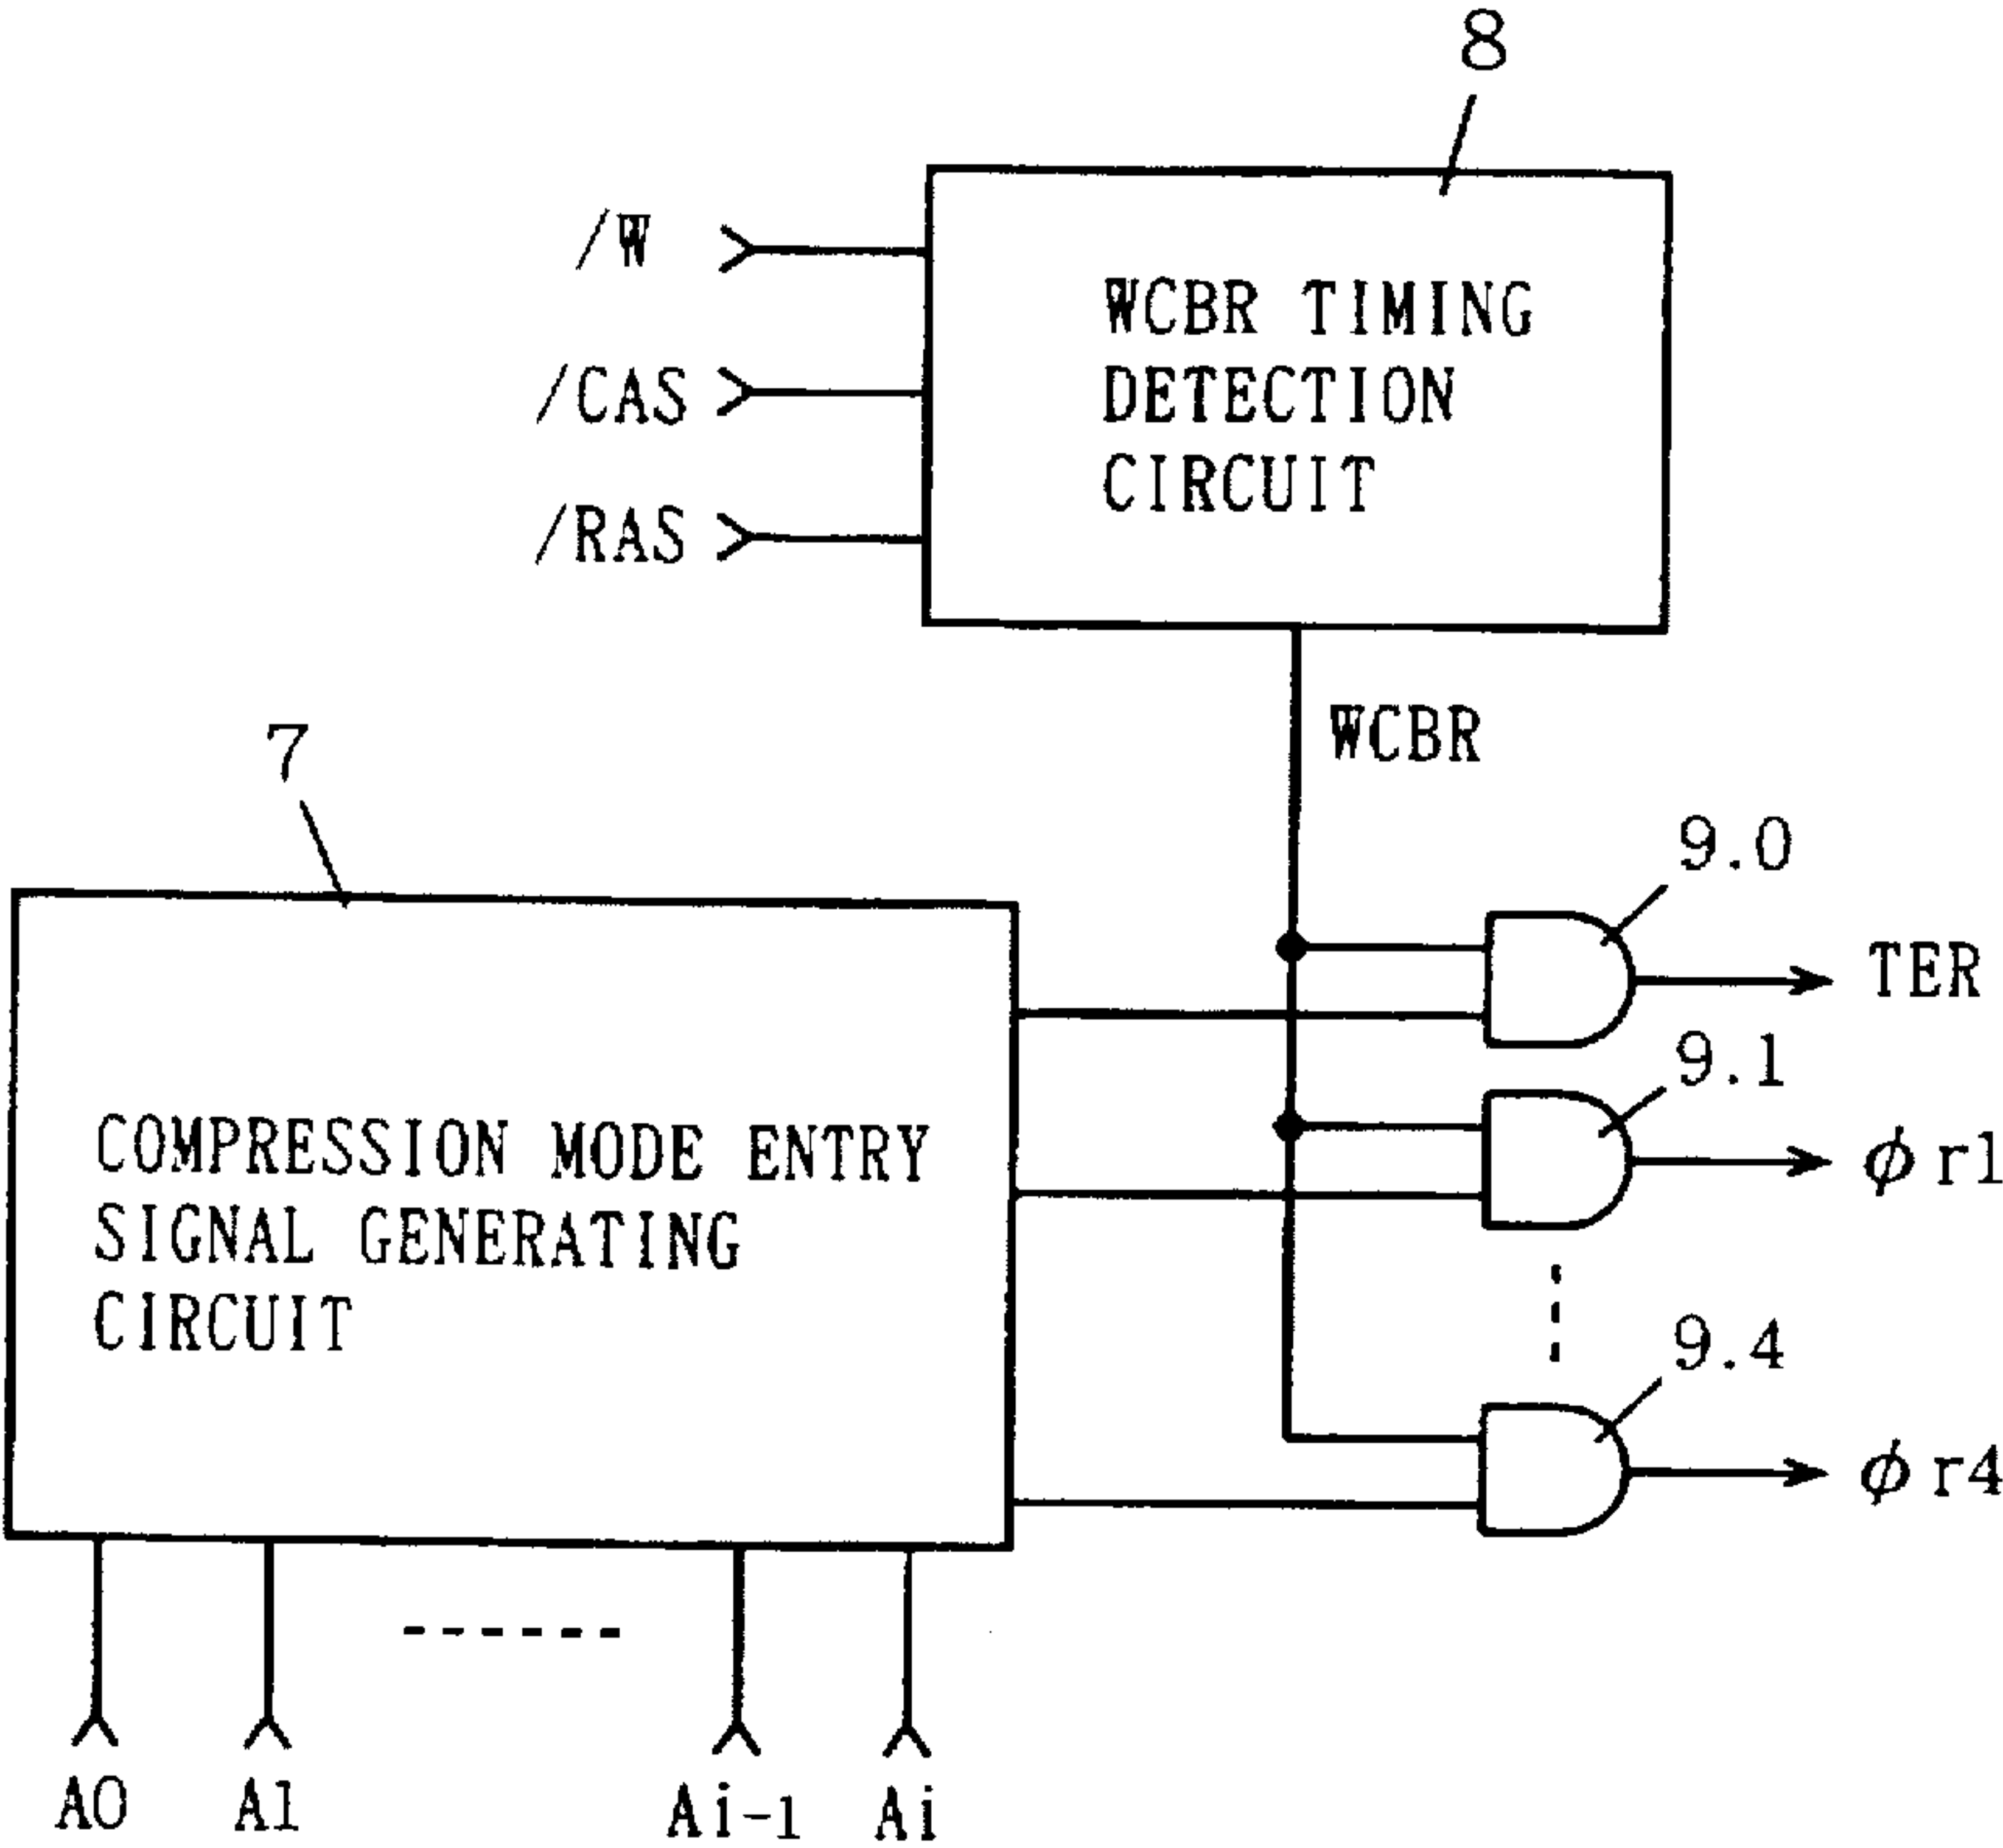 8
/W
/CAS
/RAS
WCBR TIMING
DETECTION
CIRCUIT
WCBR
7
9.0
TER
9.1
φr1
COMPRESSION MODE ENTRY
SIGNAL GENERATING
CIRCUIT
9.4
φr4
A0 A1 Ai-1 Ai